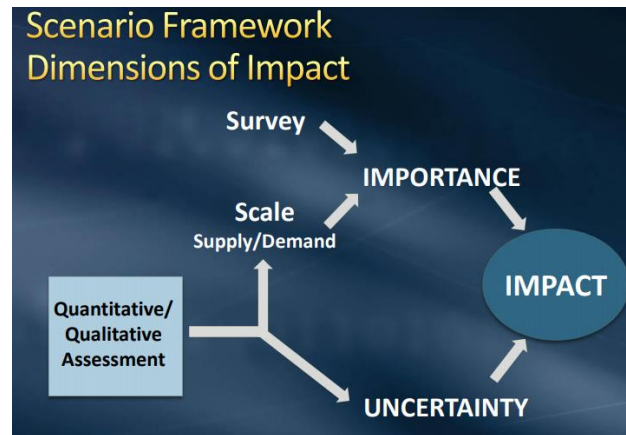 Scenario Framework
Dimensions of Impact
Survey
IMPORTANCE
Scale
Supply/Demand
IMPACT
Quantitative/
Qualitative
Assessment
UNCERTAINTY